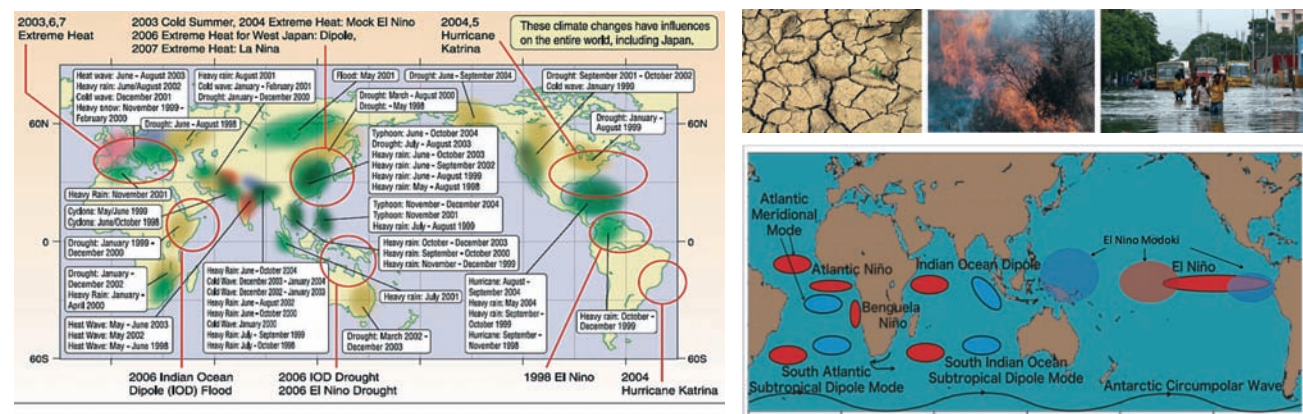 2003,6,7
Extreme Heat
2003 Cold Summer, 2004 Extreme Heat: Mock El Nino
2006 Extreme Heat for West Japan: Dipole,
2007 Extreme Heat: La Nina
2004,5
Hurricane
Katrina
These climate changes have influences
on the entire world, including Japan.
Heat wave: June - August 2003
Heavy rain: June/August 2002
Cold wave: December 2001
Heavy snow: November 1999 -
February 2000
Heavy rain: August 2001
Cold wave: January - February 2001
Drought: January - December 2000
Flood: May 2001
Drought: June - September 2004
Drought: September 2001 - October 2002
Cold wave: January 1999
Drought: March - August 2000
Drought: - May 1998
Drought: January -
August 1999
60N
Drought: June - August 1998
Typhoon: June - October 2004
Drought: July - August 2003
Heavy rain: June - October 2003
Heavy rain: June - September 2002
Heavy rain: June - August 1999
Heavy rain: May - August 1998
Heavy Rain: November 2001
Cyclone: May/June 1999
Cyclone: June/October 1998
Typhoon: November - December 2004
Typhoon: November 2001
Heavy rain: July - August 1999
0
0
Drought: January 1999 -
December 2000
Heavy rain: October - December 2003
Heavy rain: September - October 2000
Heavy rain: November - December 1999
Drought: January -
December 2002
Heavy Rain: January -
April 2000
Heavy Rain: June - October 2004
Cold Wave: December 2003 - January 2004
Cold Wave: December 2002 - January 2003
Heavy Rain: June - August 2002
Heavy Rain: June - October 2000
Cold Wave: January 2000
Heavy Rain: July - September 1999
Heavy Rain: July - October 1998
Heavy rain: July 2001
Hurricane: August -
September 2004
Heavy rain: May 2004
Heavy rain: September -
October 1999
Hurricane: September -
November 1998
Heavy rain: October -
December 1999
Heat Wave: May - June 2003
Heat Wave: May 2002
Heat Wave: May - June 1998
Drought: March 2002 -
December 2003
60S
60S
2006 Indian Ocean
Dipole (IOD) Flood
2006 IOD Drought
2006 El Nino Drought
1998 El Nino
2004
Hurricane Katrina
Atlantic
Meridional
Mode
Atlantic Niño
Indian Ocean Dipole
El Nino Modoki
El Niño
Benguela
Niño
South Atlantic
Subtropical Dipole Mode
South Indian Ocean
Subtropical Dipole Mode
Antarctic Circumpolar Wave